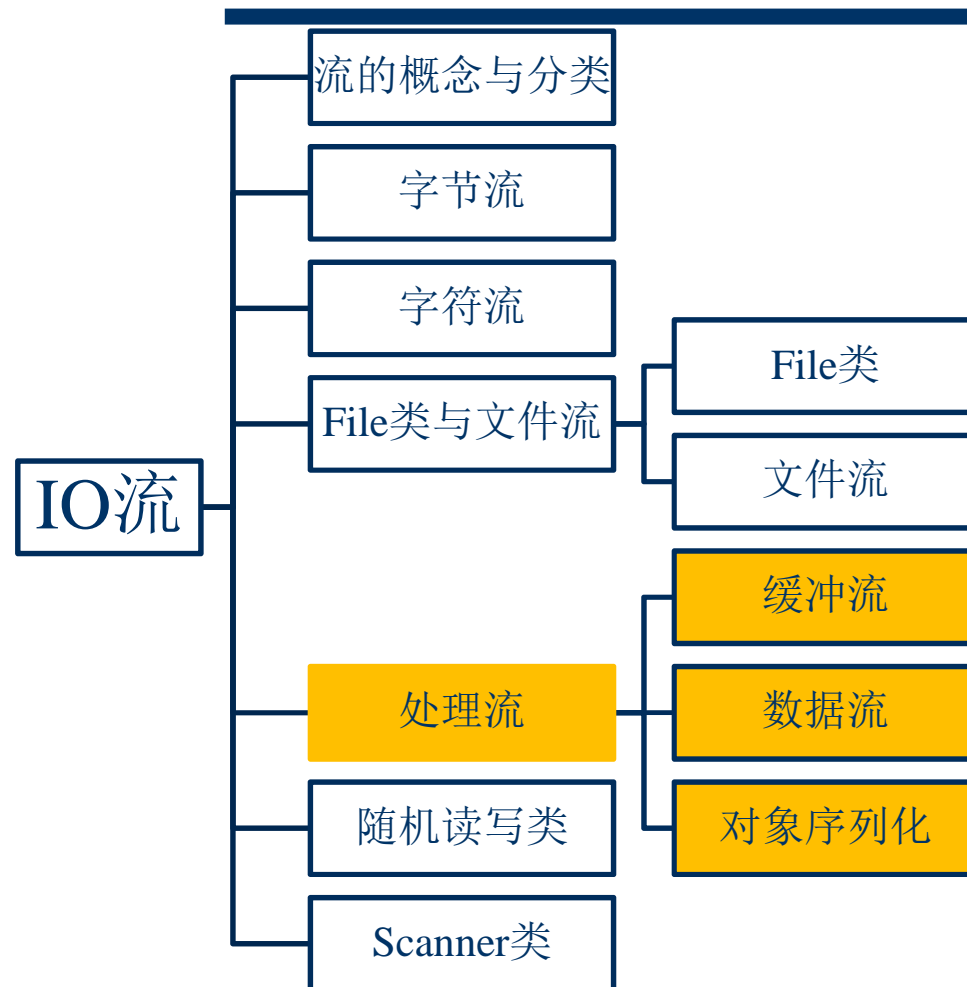 流的概念与分类
字节流
字符流
File类与文件流
File类
文件流
IO流
处理流
缓冲流
数据流
对象序列化
随机读写类
Scanner类